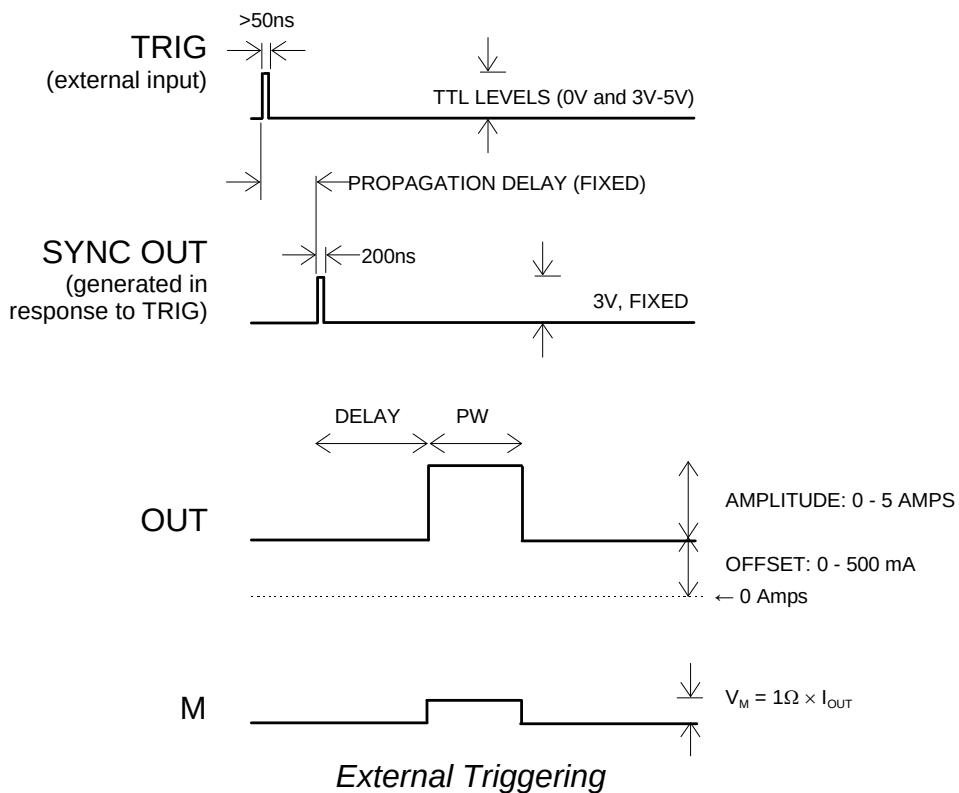 >50ns
TRIG
(external input)
TTL LEVELS (0V and 3V-5V)
PROPAGATION DELAY (FIXED)
SYNC OUT
(generated in
response to TRIG)
200ns
3V, FIXED
DELAY
PW
OUT
AMPLITUDE: 0 - 5 AMPS
OFFSET: 0 - 500 mA
← 0 Amps
M
V_M = 1Ω × I_OUT
External Triggering